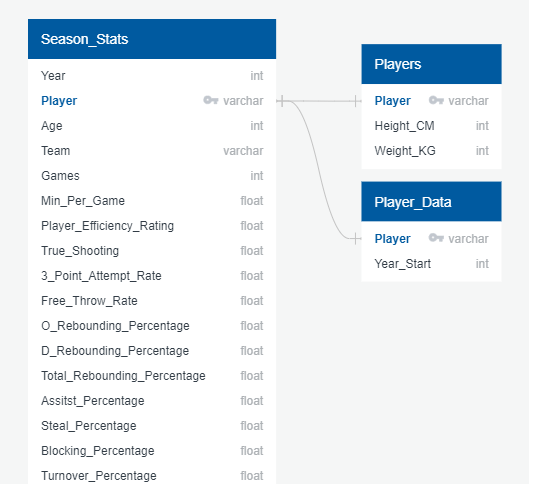 Season_Stats
Year int
Player varchar
Age int
Team varchar
Games int
Min_Per_Game float
Player_Efficiency_Rating float
True_Shooting float
3_Point_Attempt_Rate float
Free_Throw_Rate float
O_Rebounding_Percentage float
D_Rebounding_Percentage float
Total_Rebounding_Percentage float
Assitst_Percentage float
Steal_Percentage float
Blocking_Percentage float
Turnover_Percentage float
Players
Player varchar
Height_CM int
Weight_KG int
Player_Data
Player varchar
Year_Start int